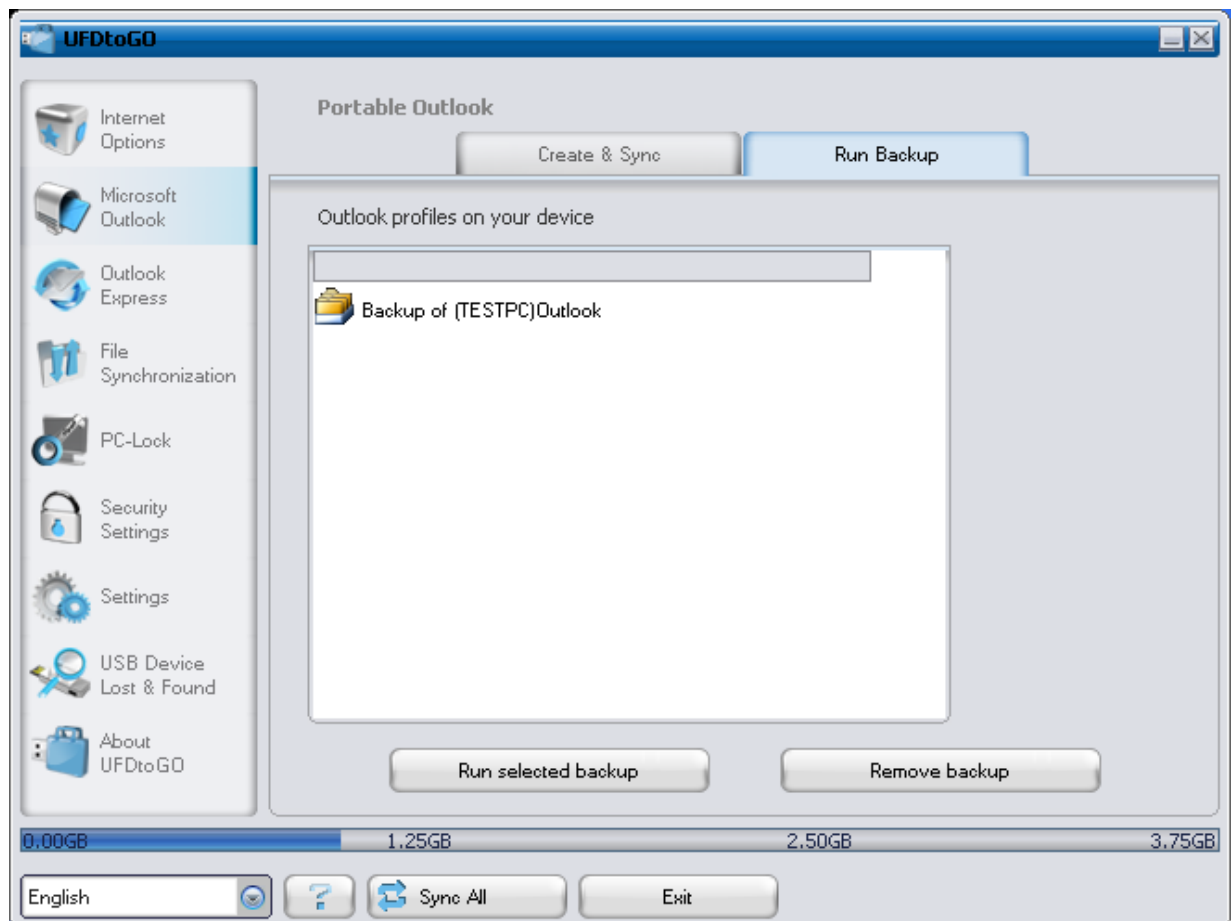 UFDtoGO
Internet
Options
Microsoft
Outlook
Outlook
Express
File
Synchronization
PC-Lock
Security
Settings
Settings
USB Device
Lost & Found
About
UFDtoGO
Portable Outlook
Create & Sync
Run Backup
Outlook profiles on your device
Backup of (TESTPC)Outlook
Run selected backup
Remove backup
0.00GB 1.25GB 2.50GB 3.75GB
English
?
Sync All
Exit